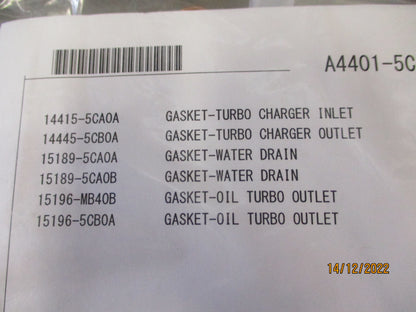 A4401-5C
14415-5CA0A GASKET-TURBO CHARGER INLET
14445-5CB0A GASKET-TURBO CHARGER OUTLET
15189-5CA0A GASKET-WATER DRAIN
15189-5CA0B GASKET-WATER DRAIN
15196-MB40B GASKET-OIL TURBO OUTLET
15196-5CB0A GASKET-OIL TURBO OUTLET
14/12/2022